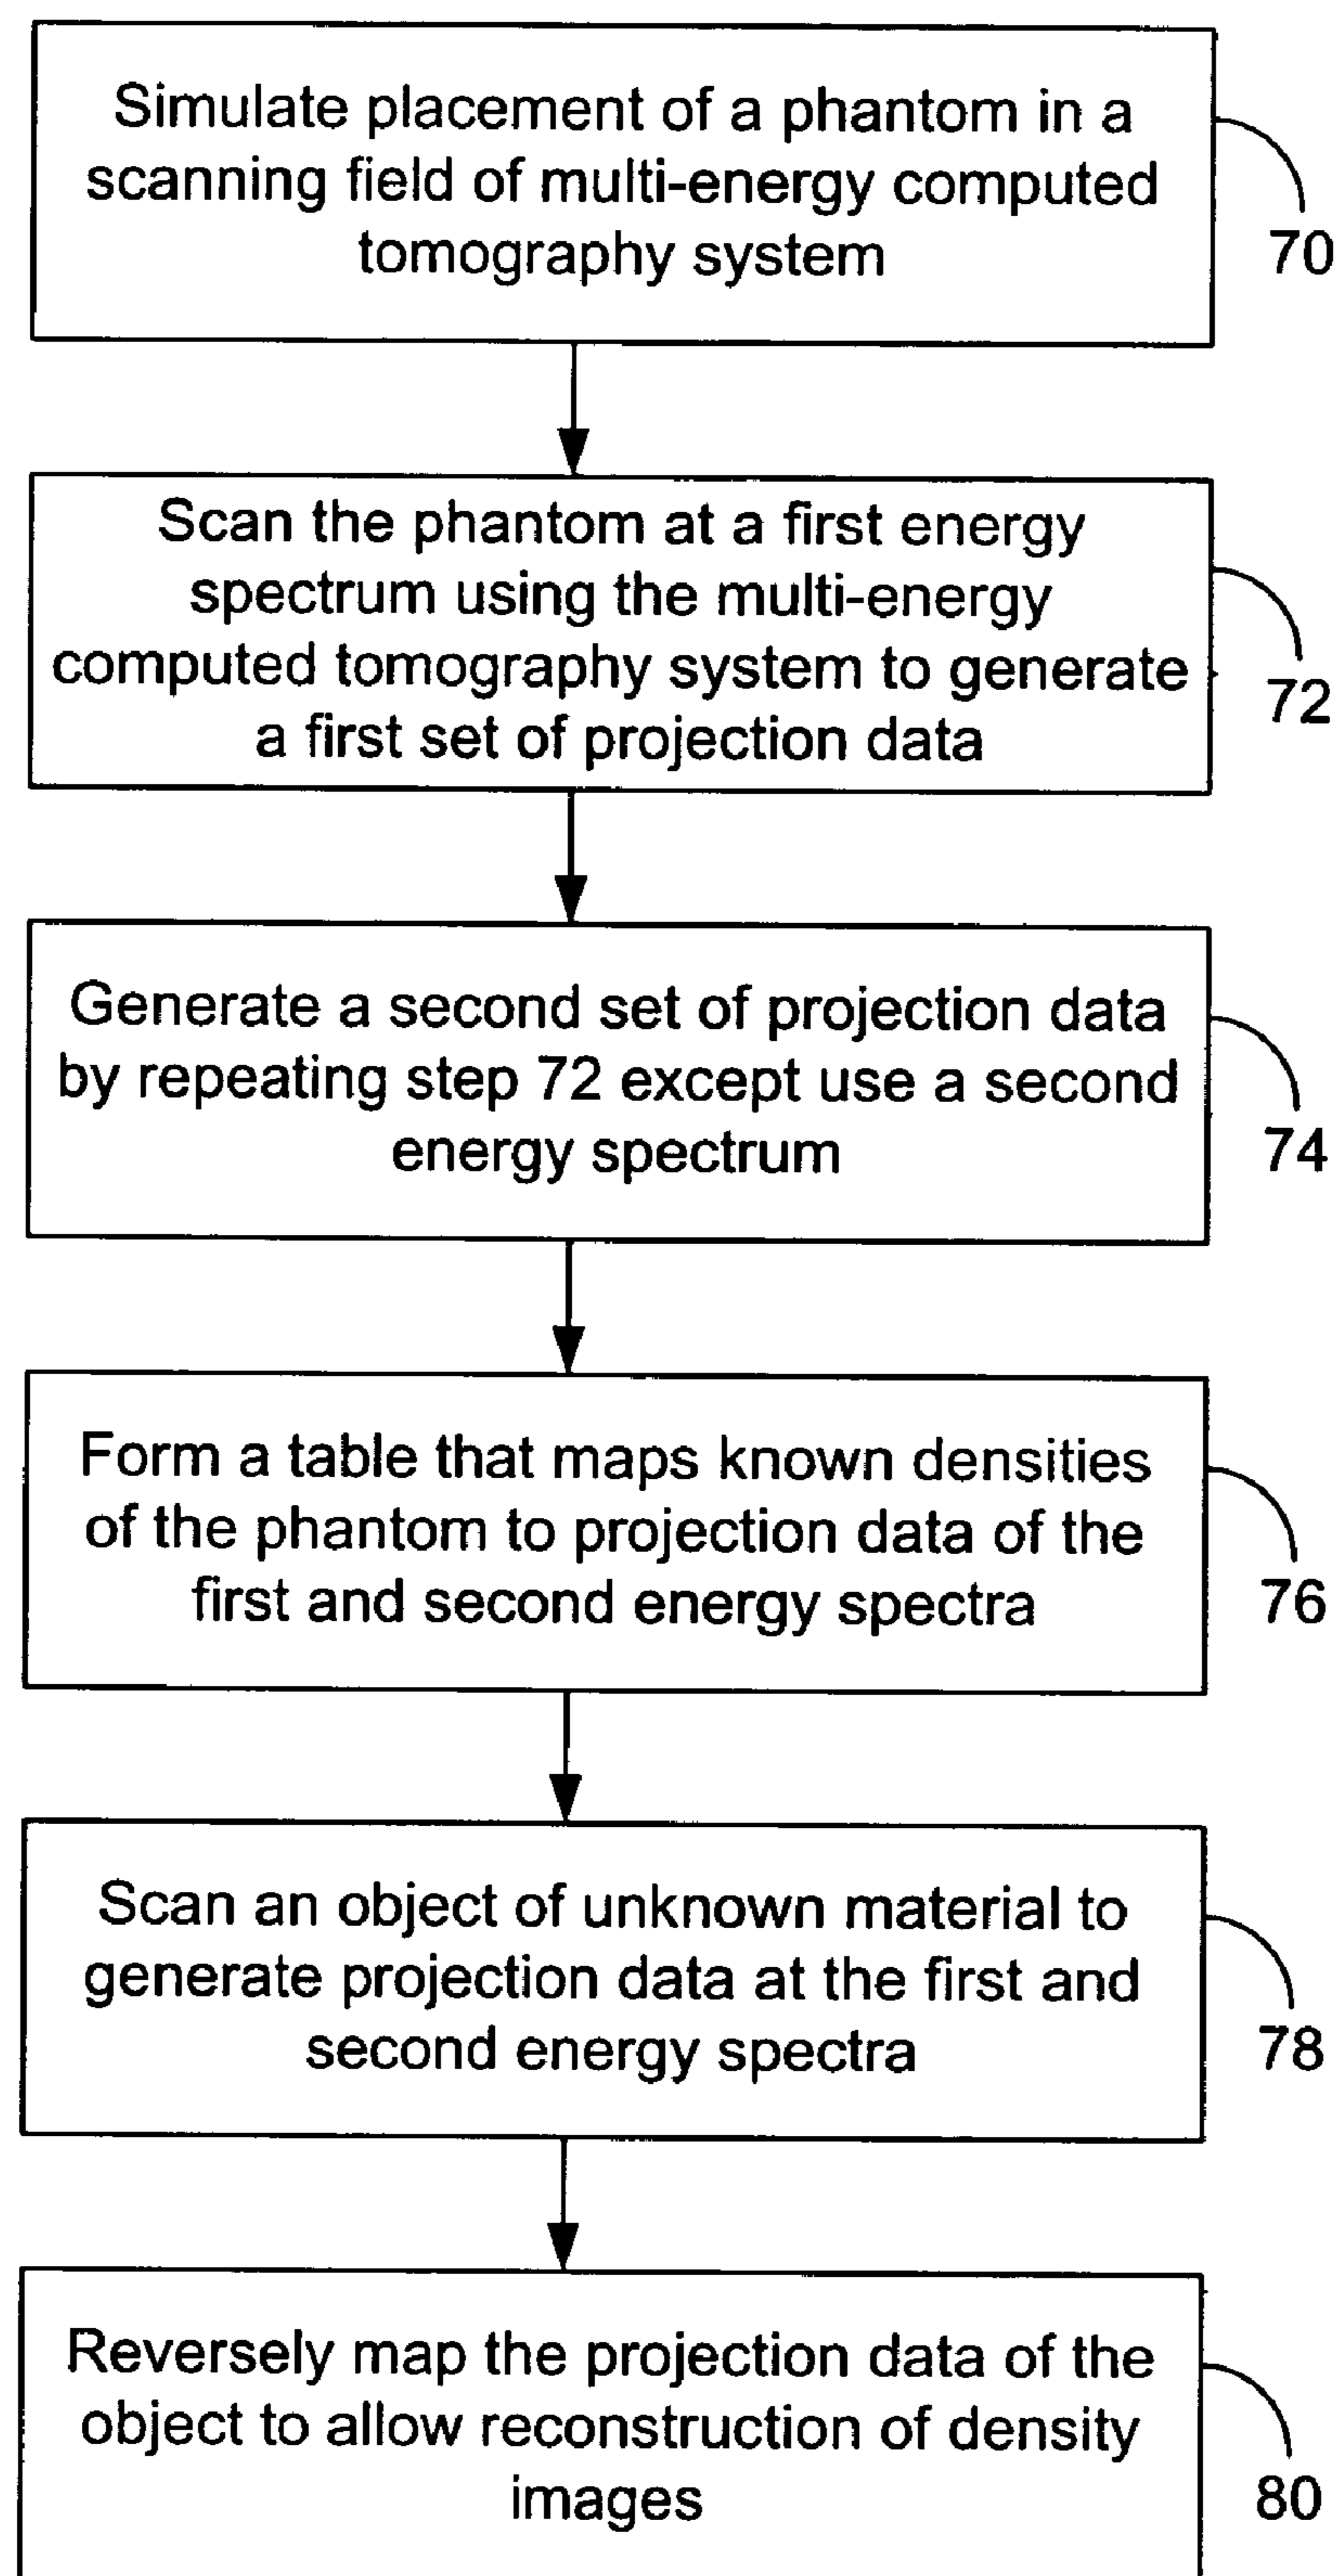 Simulate placement of a phantom in a
scanning field of multi-energy computed
tomography system
70
Scan the phantom at a first energy
spectrum using the multi-energy
computed tomography system to generate
a first set of projection data
72
Generate a second set of projection data
by repeating step 72 except use a second
energy spectrum
74
Form a table that maps known densities
of the phantom to projection data of the
first and second energy spectra
76
Scan an object of unknown material to
generate projection data at the first and
second energy spectra
78
Reversely map the projection data of the
object to allow reconstruction of density
images
80